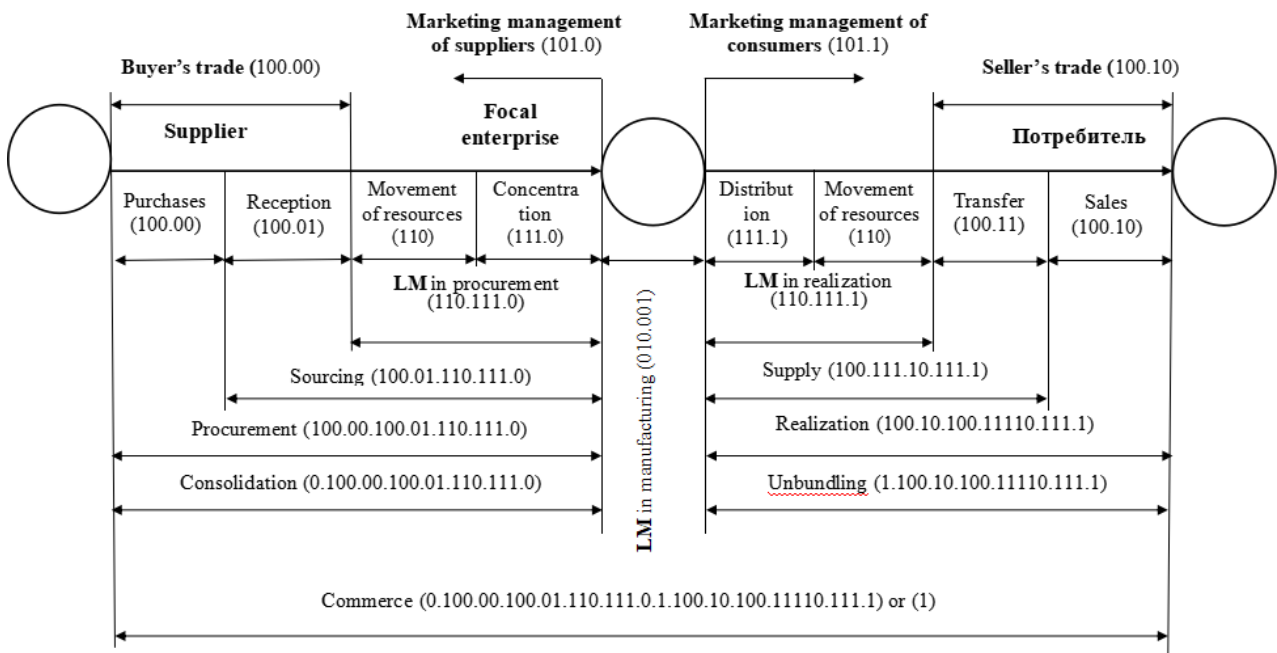 Marketing management
of suppliers (101.0)
Marketing management of
consumers (101.1)
Buyer's trade (100.00)
Seller's trade (100.10)
Supplier
Focal
enterprise
Потребитель
Purchases
(100.00)
Reception
(100.01)
Movement
of resources
(110)
Concentra
tion
(111.0)
Distribut
ion
(111.1)
Movement
of resources
(110)
Transfer
(100.11)
Sales
(100.10)
LM in procurement
(110.111.0)
LM in realization
(110.111.1)
LM in manufacturing (010.001)
Sourcing (100.01.110.111.0)
Supply (100.111.10.111.1)
Procurement (100.00.100.01.110.111.0)
Realization (100.10.100.11110.111.1)
Consolidation (0.100.00.100.01.110.111.0)
Unbundling (1.100.10.100.11110.111.1)
Commerce (0.100.00.100.01.110.111.0.1.100.10.100.11110.111.1) or (1)